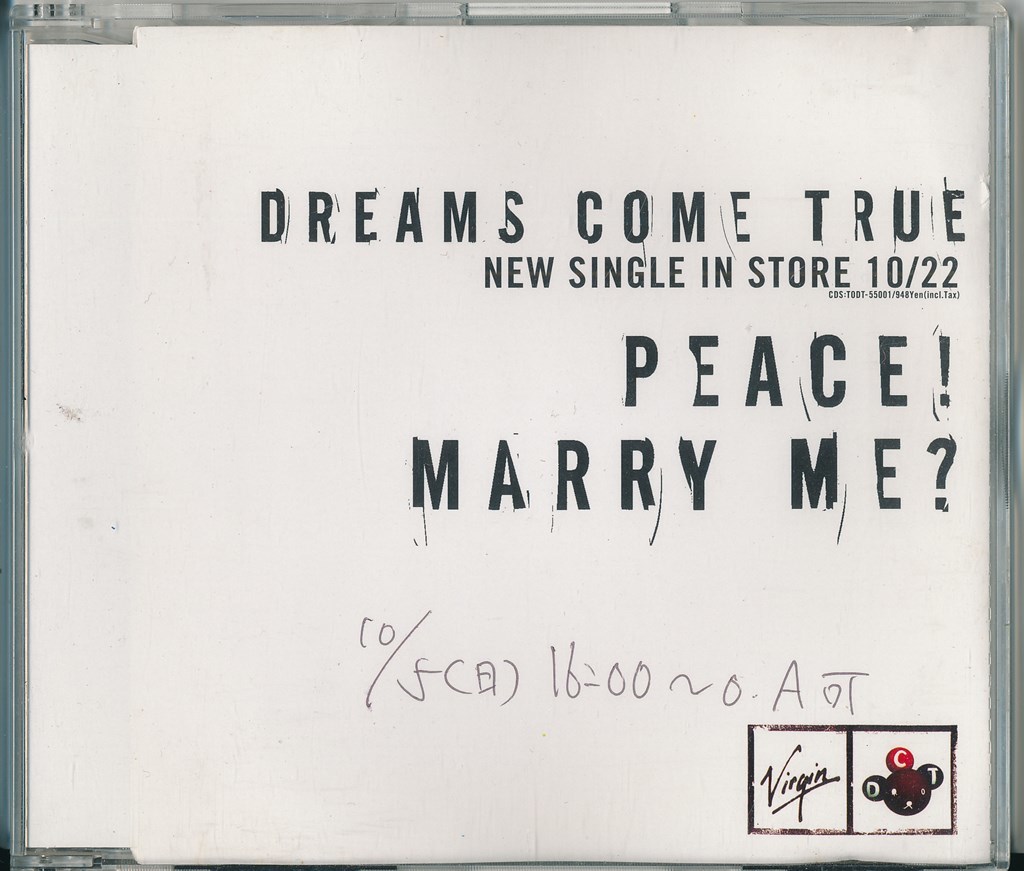 DREAMS COME TRUE
NEW SINGLE IN STORE 10/22
CDS:TODT-55001/948Yen(incl.Tax)
PEACE!
MARRY ME?
10/5(日) 16:00〜O.A可
Virgin
D C T